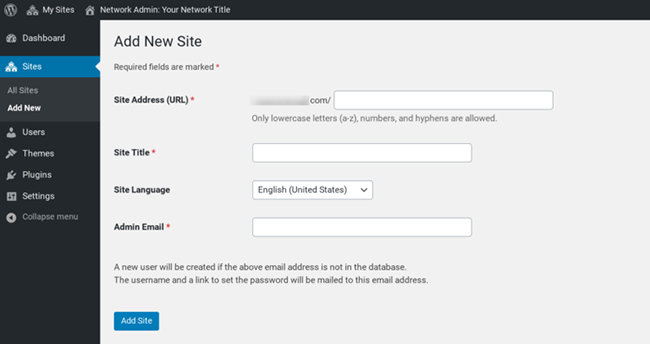 My Sites Network Admin: Your Network Title
Dashboard
Sites
All Sites
Add New
Users
Themes
Plugins
Settings
Collapse menu
Add New Site
Required fields are marked *
Site Address (URL) * com/
Only lowercase letters (a-z), numbers, and hyphens are allowed.
Site Title *
Site Language English (United States)
Admin Email *
A new user will be created if the above email address is not in the database.
The username and a link to set the password will be mailed to this email address.
Add Site